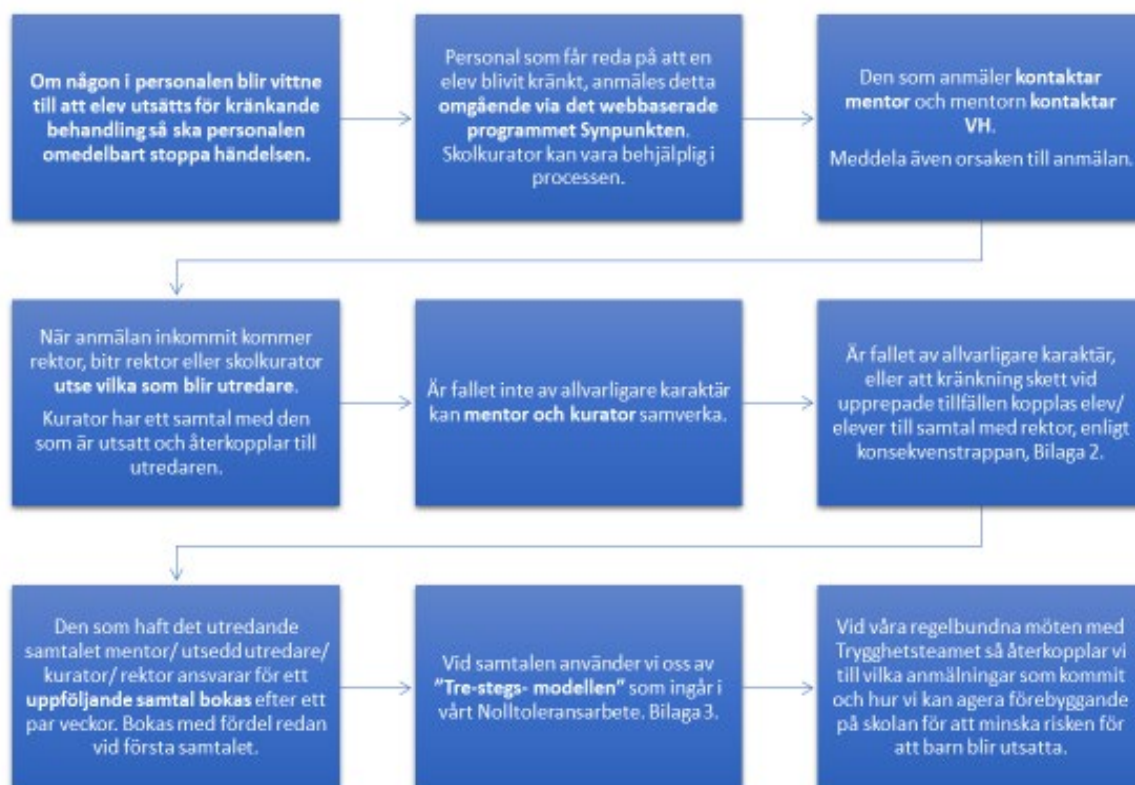 Om någon i personalen blir vittne
till att elev utsätts för kränkande
behandling så ska personalen
omedelbart stoppa händelsen.
Personal som får reda på att en
elev blivit kränkt, anmäles detta
omgående via det webbaserade
programmet Synpunkten.
Skolkurator kan vara behjälplig i
processen.
Den som anmäler kontaktar
mentor och mentorn kontaktar
VH.
Meddela även orsaken till anmälan.
När anmälan inkommit kommer
rektor, bitr rektor eller skolkurator
utse vilka som blir utredare.
Kurator har ett samtal med den
som är utsatt och återkopplar till
utredaren.
Är fallet inte av allvarligare karaktär
kan mentor och kurator samverka.
Är fallet av allvarligare karaktär,
eller att kränkning skett vid
upprepade tillfällen kopplas elev/
elever till samtal med rektor, enligt
konsekvenstrappan, Bilaga 2.
Den som haft det utredande
samtalet mentor/ utsedd utredare/
kurator/ rektor ansvarar för ett
uppföljande samtal bokas efter ett
par veckor. Bokas med fördel redan
vid första samtalet.
Vid samtalen använder vi oss av
”Tre-stegs- modellen” som ingår i
vårt Nolltoleransarbete. Bilaga 3.
Vid våra regelbundna möten med
Trygghetsteamet så återkopplar vi
till vilka anmälningar som kommit
och hur vi kan agera förebyggande
på skolan för att minska risken för
att barn blir utsatta.